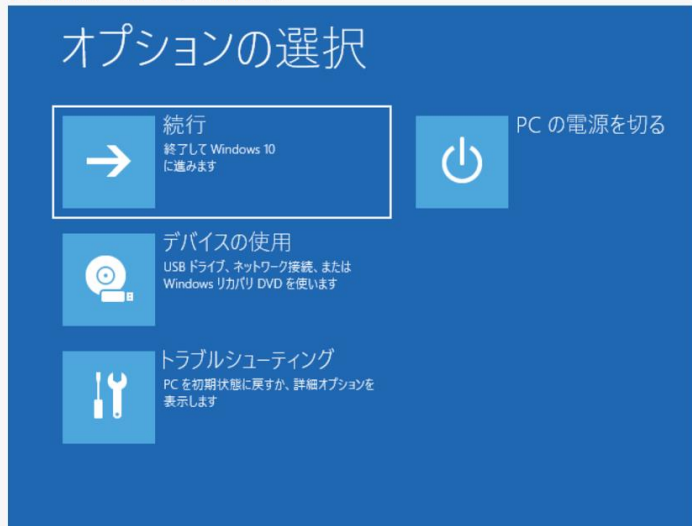 オプションの選択
続行
終了して Windows 10
に進みます
PC の電源を切る
デバイスの使用
USB ドライブ、ネットワーク接続、または
Windows リカバリ DVD を使います
トラブルシューティング
PC を初期状態に戻すか、詳細オプションを
表示します